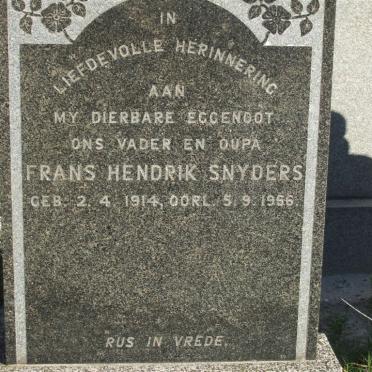 IN
LIEFDEVOLLE HERINNERING
AAN
MY DIERBARE EGGENOOT
ONS VADER EN OUPA
FRANS HENDRIK SNYDERS
GEB. 2. 4. 1914, OORL. 5. 9. 1966.
RUS IN VREDE.